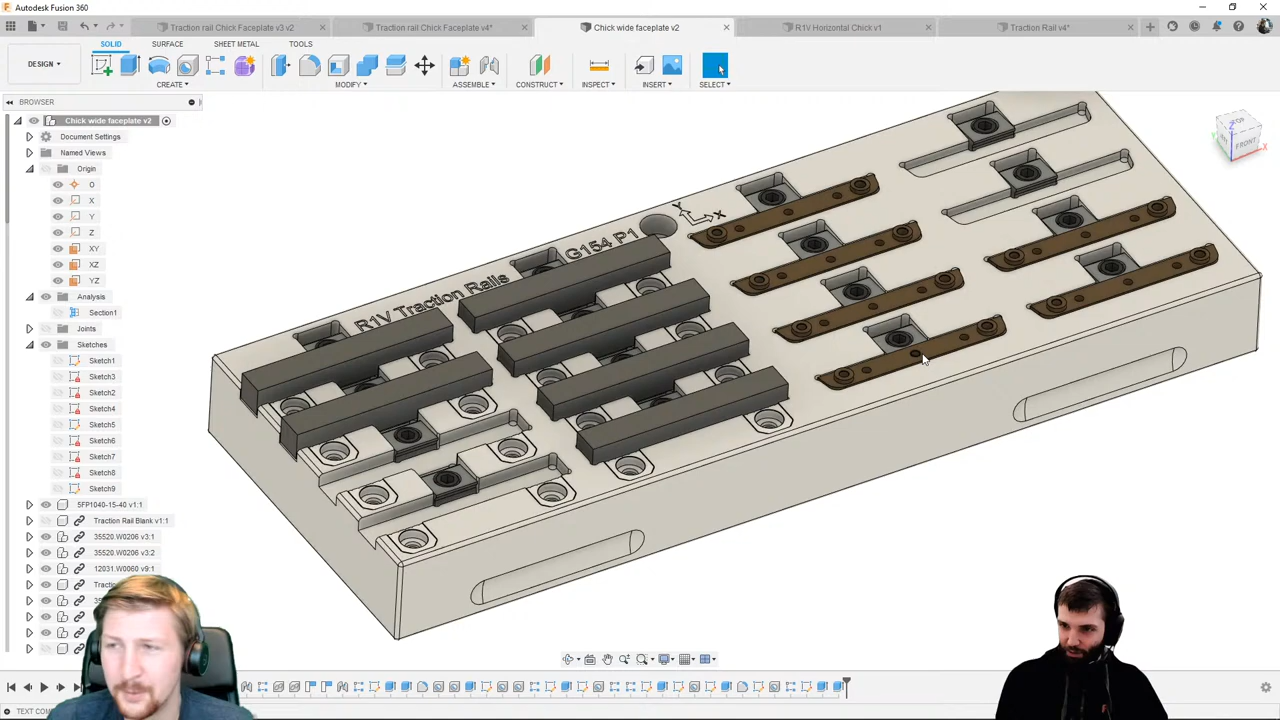 Autodesk Fusion 360
Traction rail Chick Faceplate v3 v2
Traction rail Chick Faceplate v4*
Chick wide faceplate v2
R1V Horizontal Chick v1
Traction Rail v4*
SOLID
SURFACE
SHEET METAL
TOOLS
DESIGN
CREATE
MODIFY
ASSEMBLE
CONSTRUCT
INSPECT
INSERT
SELECT
BROWSER
Chick wide faceplate v2
Document Settings
Named Views
Origin
O
X
Y
Z
XY
XZ
YZ
Analysis
Section1
Joints
Sketches
Sketch1
Sketch3
Sketch2
Sketch4
Sketch5
Sketch6
Sketch7
Sketch8
Sketch9
5FP1040-15-40 v1:1
Traction Rail Blank v1:1
35520.W0206 v3:1
35520.W0206 v3:2
12031.W0060 v9:1
R1V Traction Rails
G154 P1
Y
X
TOP
FRONT
Z
X
TEXT COM